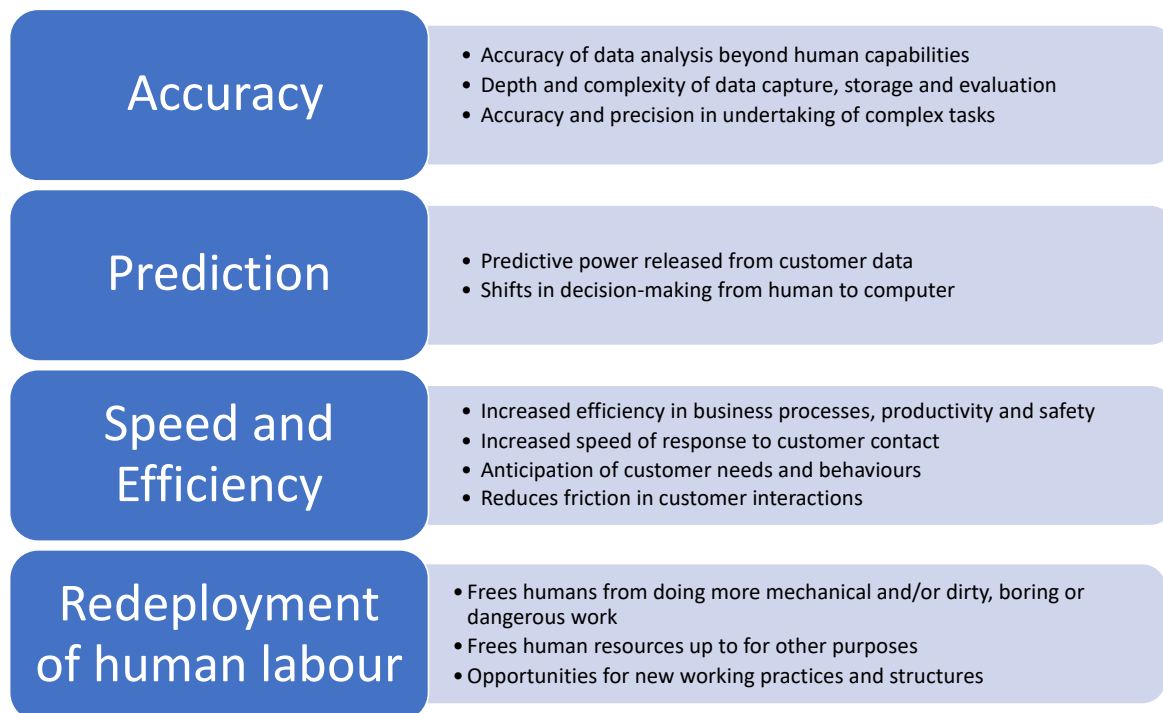 Accuracy
• Accuracy of data analysis beyond human capabilities
• Depth and complexity of data capture, storage and evaluation
• Accuracy and precision in undertaking of complex tasks
Prediction
• Predictive power released from customer data
• Shifts in decision-making from human to computer
Speed and
Efficiency
• Increased efficiency in business processes, productivity and safety
• Increased speed of response to customer contact
• Anticipation of customer needs and behaviours
• Reduces friction in customer interactions
Redeployment
of human labour
• Frees humans from doing more mechanical and/or dirty, boring or
dangerous work
• Frees human resources up to for other purposes
• Opportunities for new working practices and structures